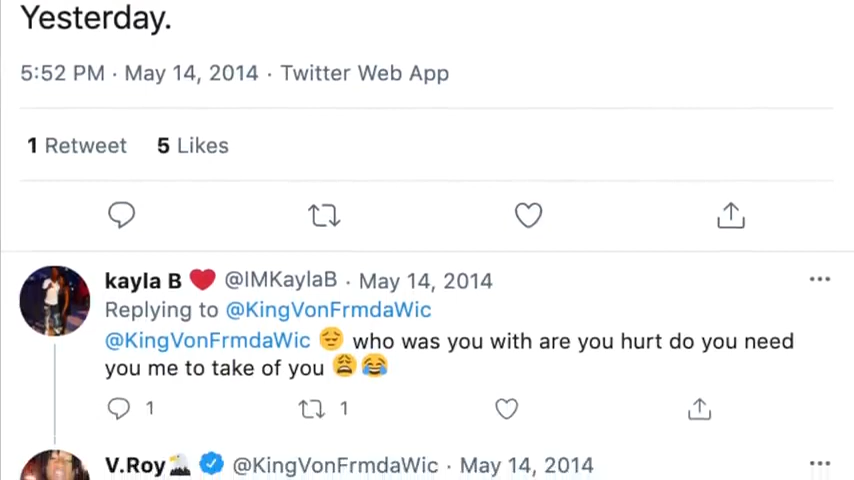 Yesterday.
5:52 PM · May 14, 2014 · Twitter Web App
1 Retweet 5 Likes
kayla B ❤️ @IMKaylaB · May 14, 2014
Replying to @KingVonFrmdaWic
@KingVonFrmdaWic 😔 who was you with are you hurt do you need
you me to take of you 😩😂
1 1
V.Roy🦅 @KingVonFrmdaWic · May 14, 2014